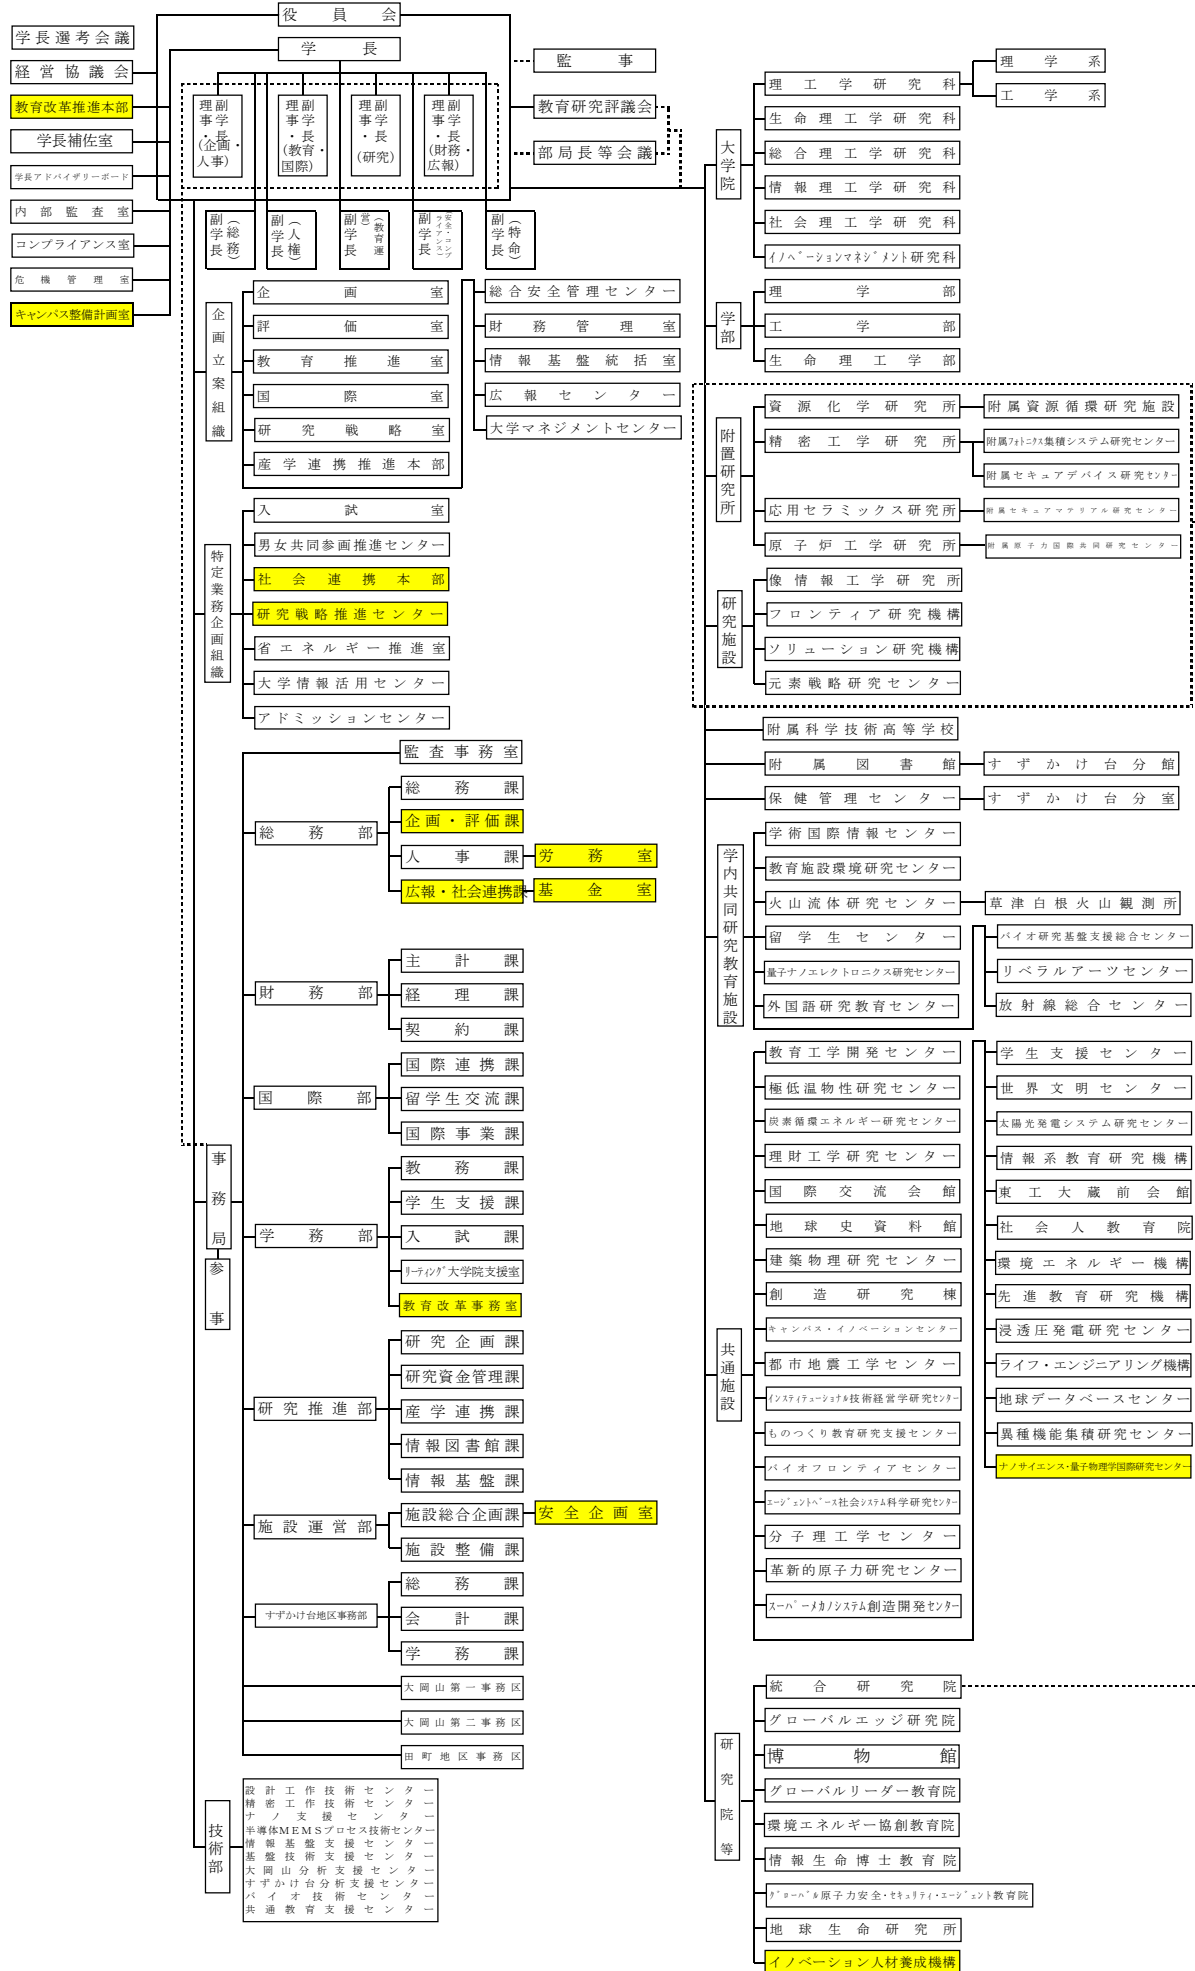 役員会
学長選考会議
学長
経営協議会
監事
教育改革推進本部
教育研究評議会
学長補佐室
部局長等会議
学長アドバイザリーボード
内部監査室
コンプライアンス室
危機管理室
キャンパス整備計画室
理事・副学長(企画・人事)
理事・副学長(教育・国際)
理事・副学長(研究)
理事・副学長(財務・広報)
副学長(総務)
副学長(人権)
副学長(教育運営)
副学長(安全・コンプライアンス)
副学長(特命)
企画立案組織
企画室
評価室
教育推進室
国際室
研究戦略室
産学連携推進本部
総合安全管理センター
財務管理室
情報基盤統括室
広報センター
大学マネジメントセンター
特定業務企画組織
入試室
男女共同参画推進センター
社会連携本部
研究戦略推進センター
省エネルギー推進室
大学情報活用センター
アドミッションセンター
事務局
参事
監査事務室
総務部
総務課
企画・評価課
人事課
労務室
広報・社会連携課
基金室
財務部
主計課
経理課
契約課
国際部
国際連携課
留学生交流課
国際事業課
学務部
教務課
学生支援課
入試課
リーディング大学院支援室
教育改革事務室
研究推進部
研究企画課
研究資金管理課
産学連携課
情報図書館課
情報基盤課
施設運営部
施設総合企画課
安全企画室
施設整備課
すずかけ台地区事務部
総務課
会計課
学務課
大岡山第一事務区
大岡山第二事務区
田町地区事務区
技術部
設計工作技術センター
精密工作技術センター
ナノ支援センター
半導体MEMSプロセス技術センター
情報基盤支援センター
基盤技術支援センター
大岡山分析支援センター
すずかけ台分析支援センター
バイオ技術センター
共通教育支援センター
大学院
理工学研究科
理学系
工学系
生命理工学研究科
総合理工学研究科
情報理工学研究科
社会理工学研究科
イノベーションマネジメント研究科
学部
理学部
工学部
生命理工学部
附置研究所
資源化学研究所
附属資源循環研究施設
精密工学研究所
附属フォトニクス集積システム研究センター
附属セキュアデバイス研究センター
応用セラミックス研究所
附属セキュアマテリアル研究センター
原子炉工学研究所
附属原子力国際共同研究センター
研究施設
像情報工学研究所
フロンティア研究機構
ソリューション研究機構
元素戦略研究センター
附属科学技術高等学校
附属図書館
すずかけ台分館
保健管理センター
すずかけ台分室
学内共同研究教育施設
学術国際情報センター
教育施設環境研究センター
火山流体研究センター
草津白根火山観測所
留学生センター
量子ナノエレクトロニクス研究センター
外国語研究教育センター
バイオ研究基盤支援総合センター
リベラルアーツセンター
放射線総合センター
共通施設
教育工学開発センター
極低温物性研究センター
炭素循環エネルギー研究センター
理財工学研究センター
国際交流会館
地球史資料館
建築物理研究センター
創造研究棟
キャンパス・イノベーションセンター
都市地震工学センター
インスティテューショナル技術経営学研究センター
ものつくり教育研究支援センター
バイオフロンティアセンター
エージェントベース社会システム科学研究センター
分子理工学センター
革新的原子力研究センター
スーパーメカノシステム創造開発センター
学生支援センター
世界文明センター
太陽光発電システム研究センター
情報系教育研究機構
東工大蔵前会館
社会人教育院
環境エネルギー機構
先進教育研究機構
浸透圧発電研究センター
ライフ・エンジニアリング機構
地球データベースセンター
異種機能集積研究センター
ナノサイエンス・量子物理学国際研究センター
研究院等
統合研究院
グローバルエッジ研究院
博物館
グローバルリーダー教育院
環境エネルギー協創教育院
情報生命博士教育院
グローバル原子力安全・セキュリティ・エージェント教育院
地球生命研究所
イノベーション人材養成機構